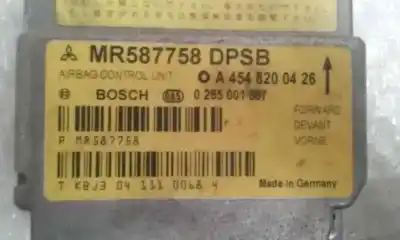 MR587758 DPSB
AIRBAG CONTROL UNIT A 454 820 04 26
BOSCH 0 285 001 667
FORWARD
DEVANT
VORNE
P MR587758
T KBJ3 04 111 0068 4
Made in Germany